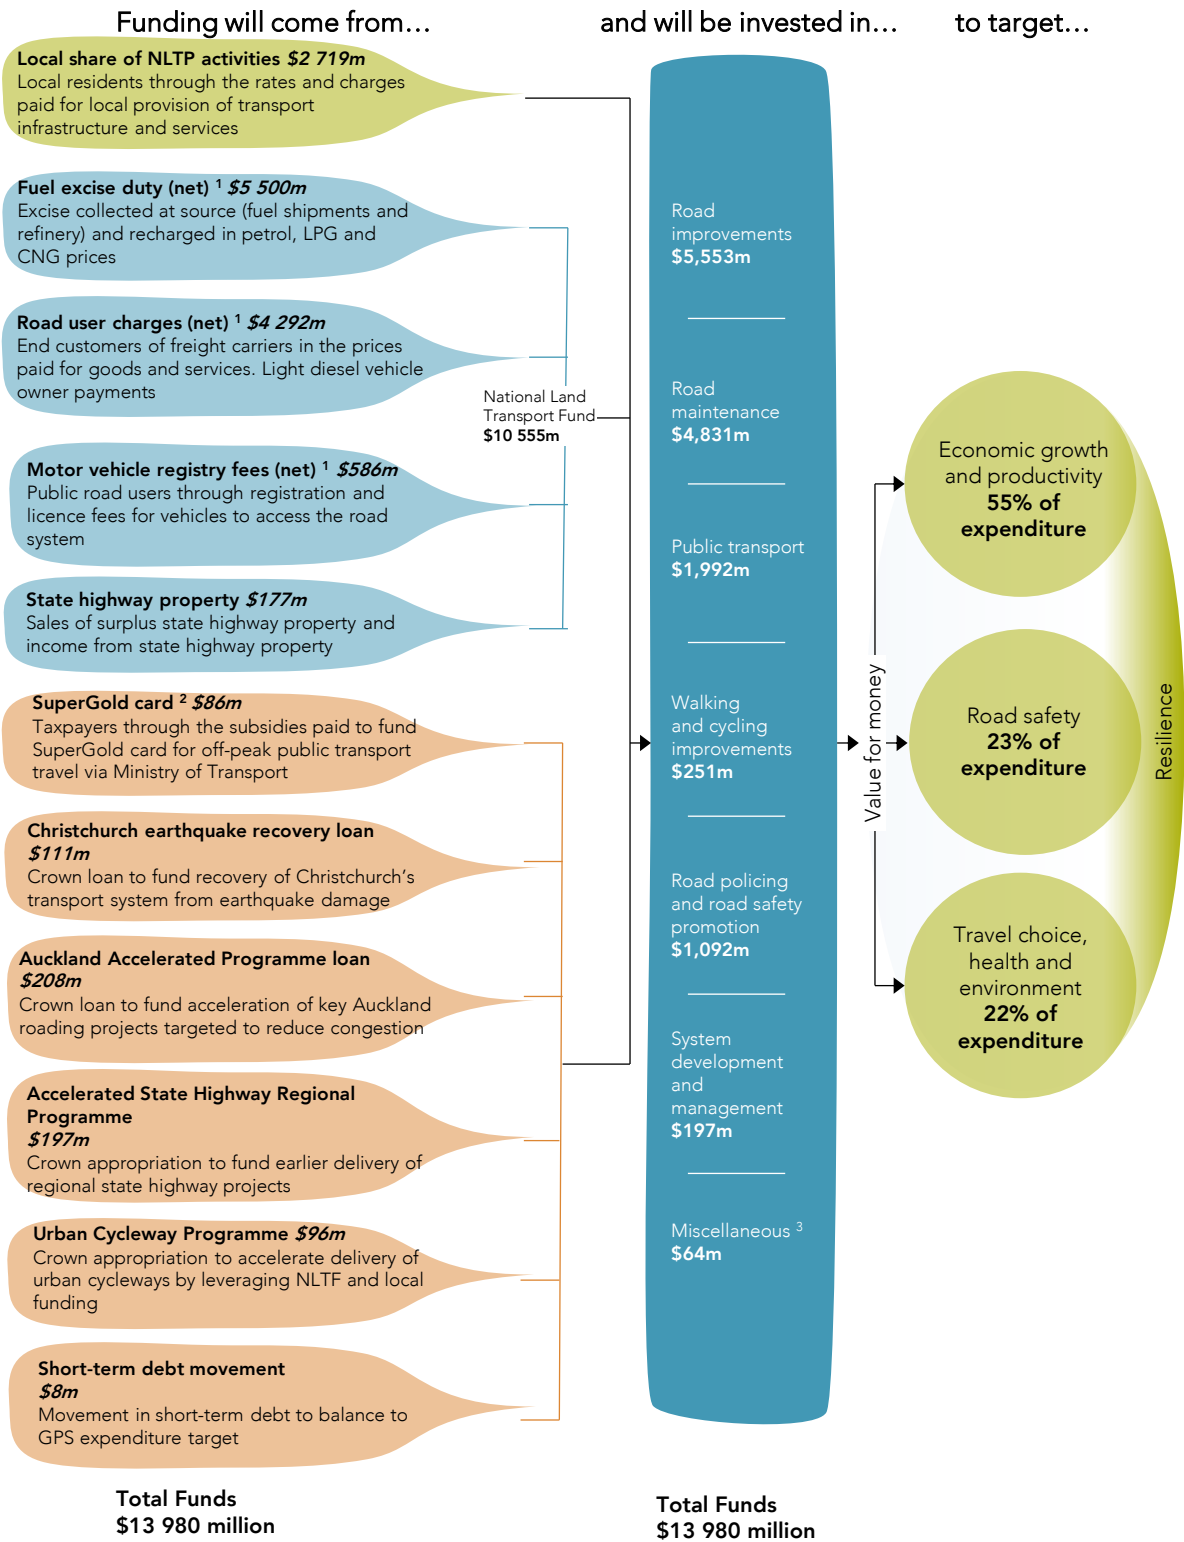 Funding will come from…
Local share of NLTP activities $2 719m
Local residents through the rates and charges
paid for local provision of transport
infrastructure and services
Fuel excise duty (net) 1 $5 500m
Excise collected at source (fuel shipments and
refinery) and recharged in petrol, LPG and
CNG prices
Road user charges (net) 1 $4 292m
End customers of freight carriers in the prices
paid for goods and services. Light diesel vehicle
owner payments
Motor vehicle registry fees (net) 1 $586m
Public road users through registration and
licence fees for vehicles to access the road
system
State highway property $177m
Sales of surplus state highway property and
income from state highway property
National Land
Transport Fund
$10 555m
SuperGold card 2 $86m
Taxpayers through the subsidies paid to fund
SuperGold card for off-peak public transport
travel via Ministry of Transport
Christchurch earthquake recovery loan
$111m
Crown loan to fund recovery of Christchurch’s
transport system from earthquake damage
Auckland Accelerated Programme loan
$208m
Crown loan to fund acceleration of key Auckland
roading projects targeted to reduce congestion
Accelerated State Highway Regional
Programme
$197m
Crown appropriation to fund earlier delivery of
regional state highway projects
Urban Cycleway Programme $96m
Crown appropriation to accelerate delivery of
urban cycleways by leveraging NLTF and local
funding
Short-term debt movement
$8m
Movement in short-term debt to balance to
GPS expenditure target
Total Funds
$13 980 million
and will be invested in…
Road
improvements
$5,553m
Road
maintenance
$4,831m
Public transport
$1,992m
Walking
and cycling
improvements
$251m
Road policing
and road safety
promotion
$1,092m
System
development
and
management
$197m
Miscellaneous 3
$64m
Total Funds
$13 980 million
to target…
Value for money
Economic growth
and productivity
55% of
expenditure
Road safety
23% of
expenditure
Travel choice,
health and
environment
22% of
expenditure
Resilience